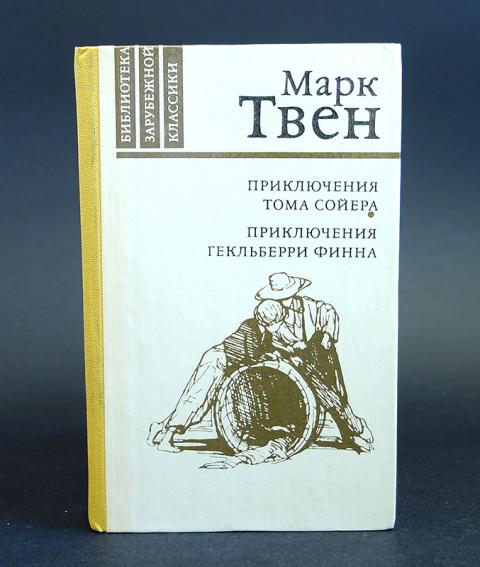 БИБЛИОТЕКА
ЗАРУБЕЖНОЙ
КЛАССИКИ
Марк
Твен
ПРИКЛЮЧЕНИЯ
ТОМА СОЙЕРА
ПРИКЛЮЧЕНИЯ
ГЕКЛЬБЕРРИ ФИННА